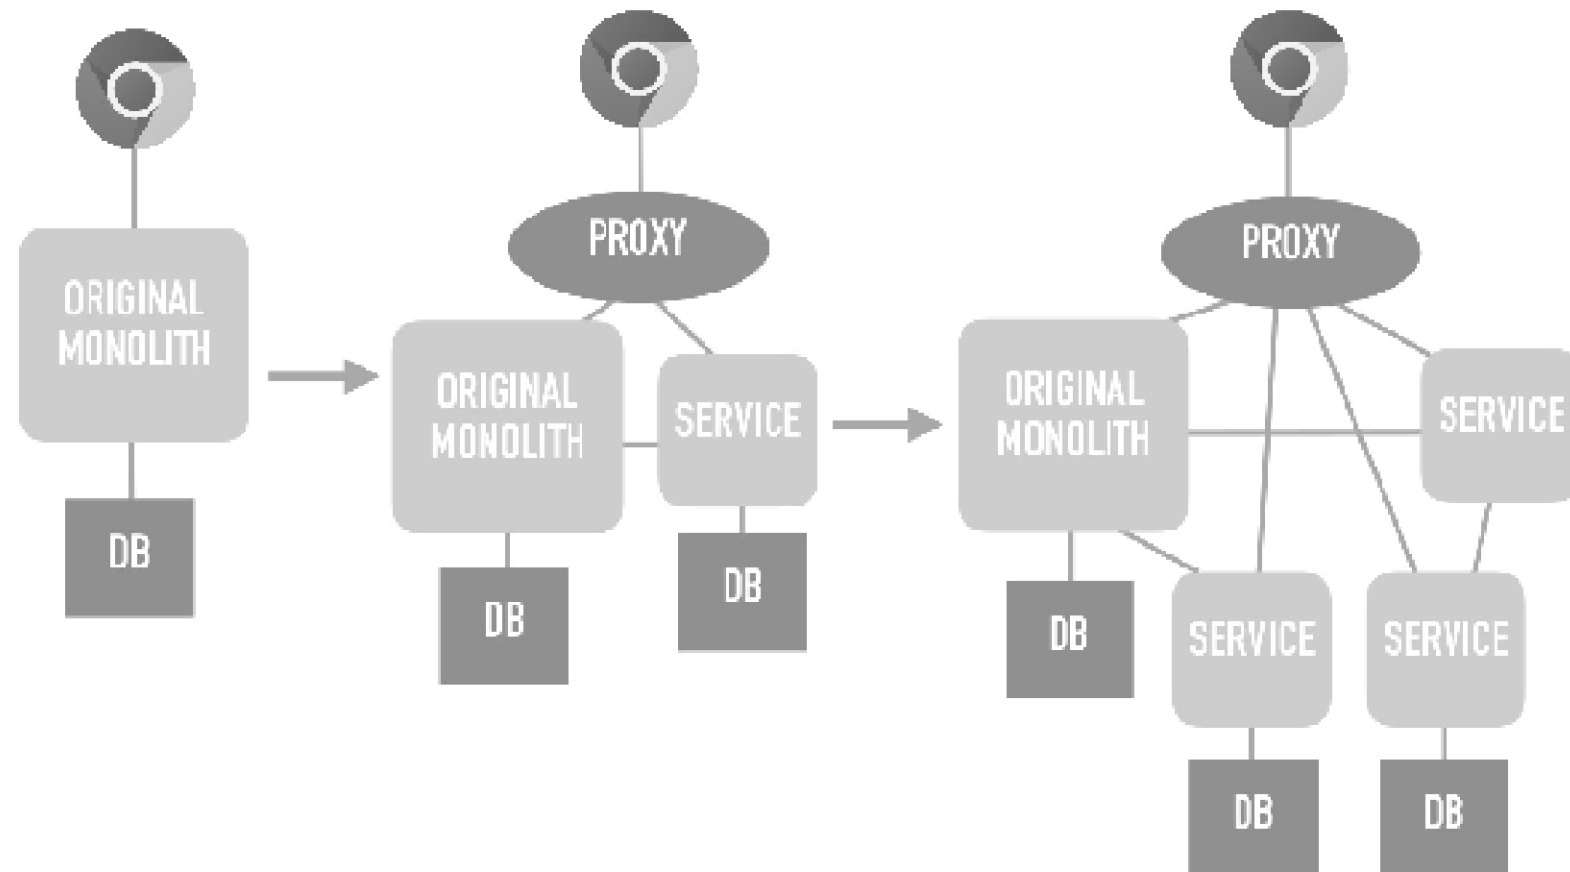 ORIGINAL
MONOLITH
DB
PROXY
ORIGINAL
MONOLITH
SERVICE
DB
DB
PROXY
ORIGINAL
MONOLITH
SERVICE
DB
SERVICE
SERVICE
DB
DB